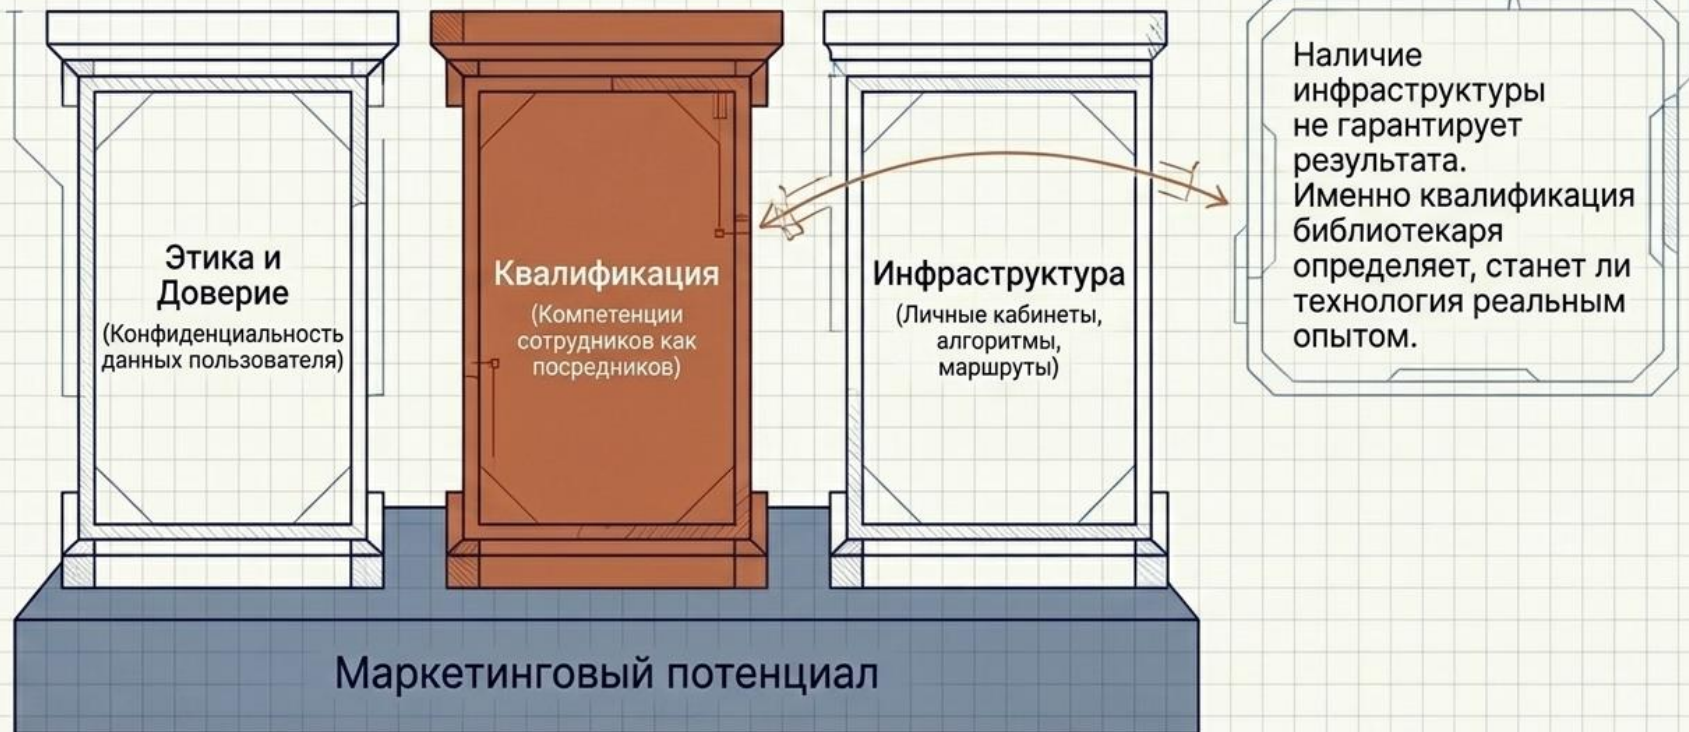 Этика и
Доверие
(Конфиденциальность
данных пользователя)
Квалификация
(Компетенции
сотрудников как
посредников)
Инфраструктура
(Личные кабинеты,
алгоритмы,
маршруты)
Наличие
инфраструктуры
не гарантирует
результата.
Именно квалификация
библиотекаря
определяет, станет ли
технология реальным
опытом.
Маркетинговый потенциал